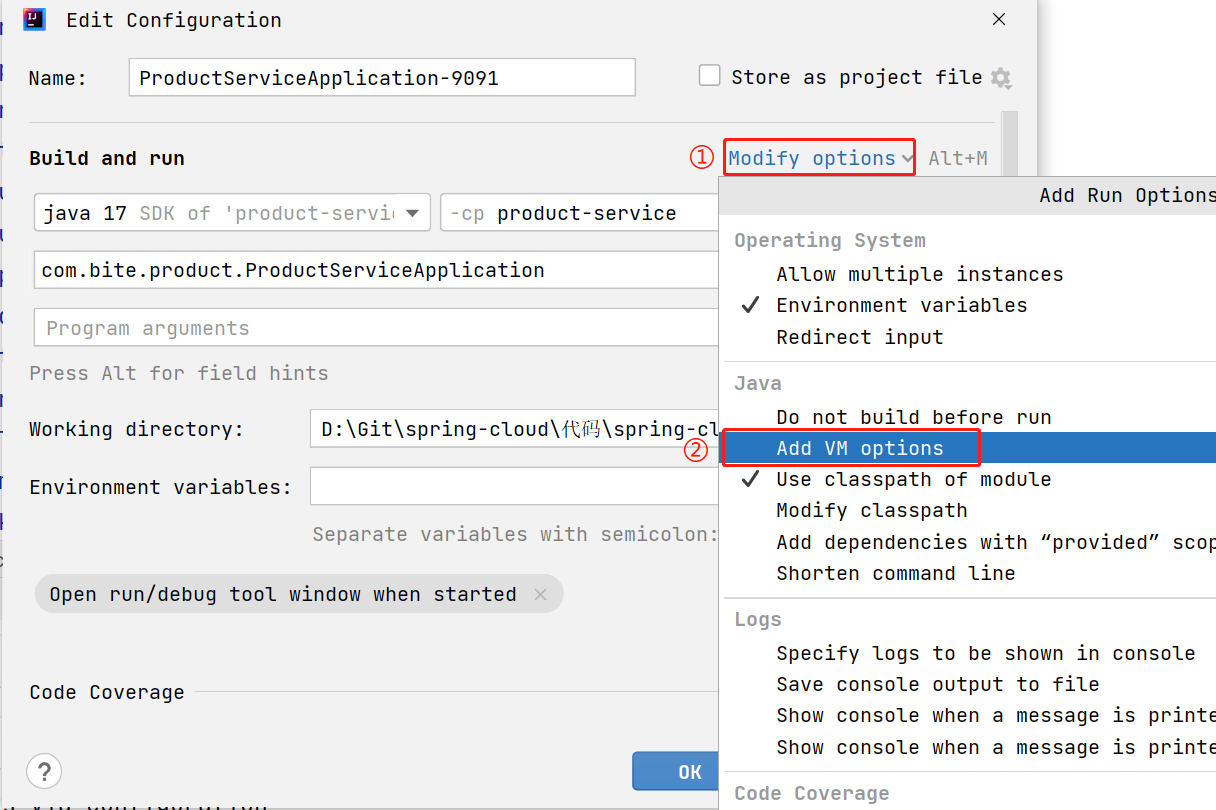 Edit Configuration
Name:
ProductServiceApplication-9091
Store as project file
Build and run
①
Modify options
Alt+M
java 17 SDK of 'product-servi
-cp product-service
com.bite.product.ProductServiceApplication
Program arguments
Press Alt for field hints
Working directory:
D:\Git\spring-cloud\代码\spring-cl
②
Environment variables:
Separate variables with semicolon:
Open run/debug tool window when started
Code Coverage
?
OK
Add Run Options
Operating System
Allow multiple instances
Environment variables
Redirect input
Java
Do not build before run
Add VM options
Use classpath of module
Modify classpath
Add dependencies with “provided” scop
Shorten command line
Logs
Specify logs to be shown in console
Save console output to file
Show console when a message is printe
Show console when a message is printe
Code Coverage